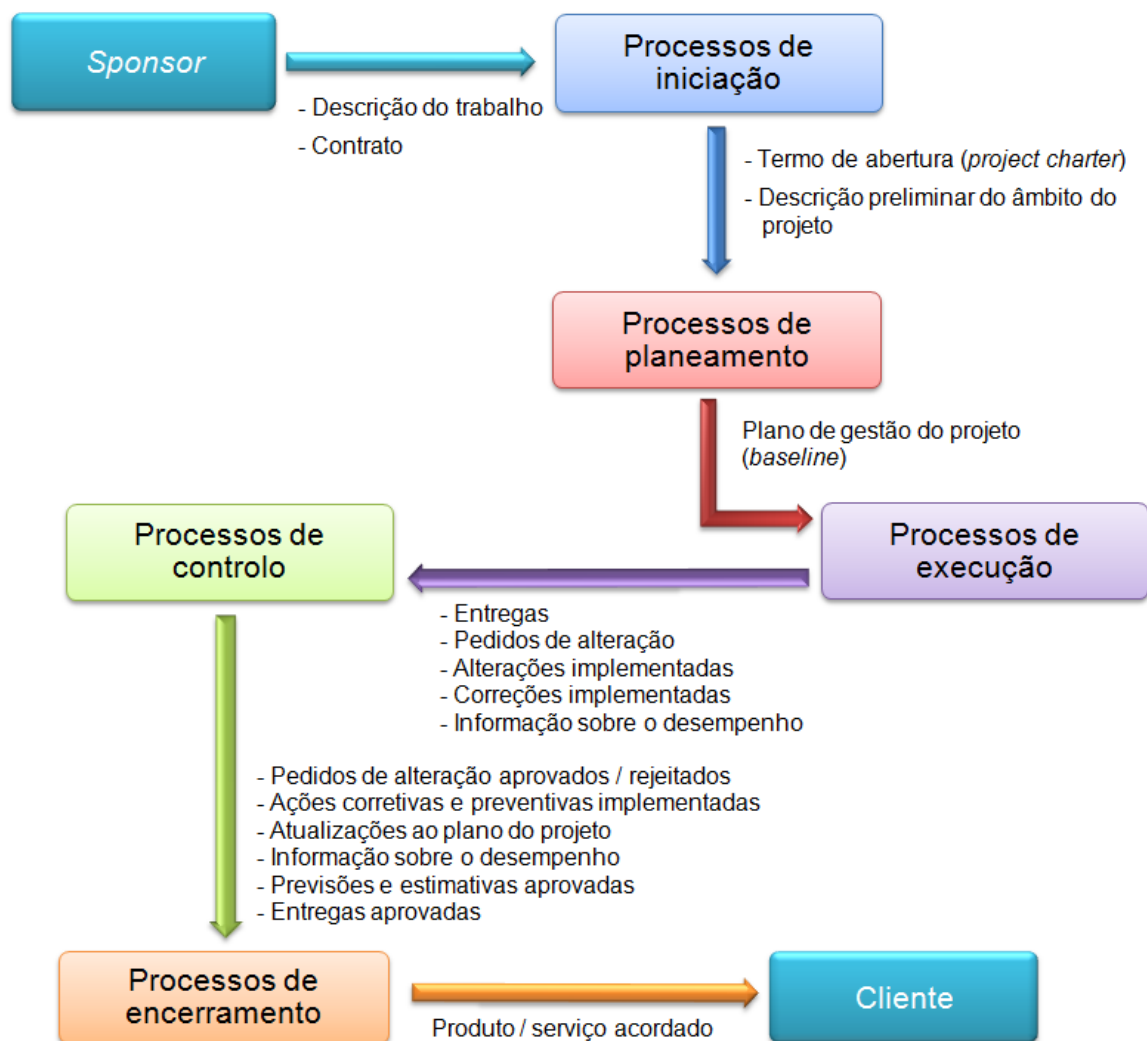 Sponsor
Processos de
iniciação
- Descrição do trabalho
- Contrato
- Termo de abertura (project charter)
- Descrição preliminar do âmbito do
projeto
Processos de
planeamento
Plano de gestão do projeto
(baseline)
Processos de
execução
Processos de
controlo
- Entregas
- Pedidos de alteração
- Alterações implementadas
- Correções implementadas
- Informação sobre o desempenho
- Pedidos de alteração aprovados / rejeitados
- Ações corretivas e preventivas implementadas
- Atualizações ao plano do projeto
- Informação sobre o desempenho
- Previsões e estimativas aprovadas
- Entregas aprovadas
Processos de
encerramento
Produto / serviço acordado
Cliente